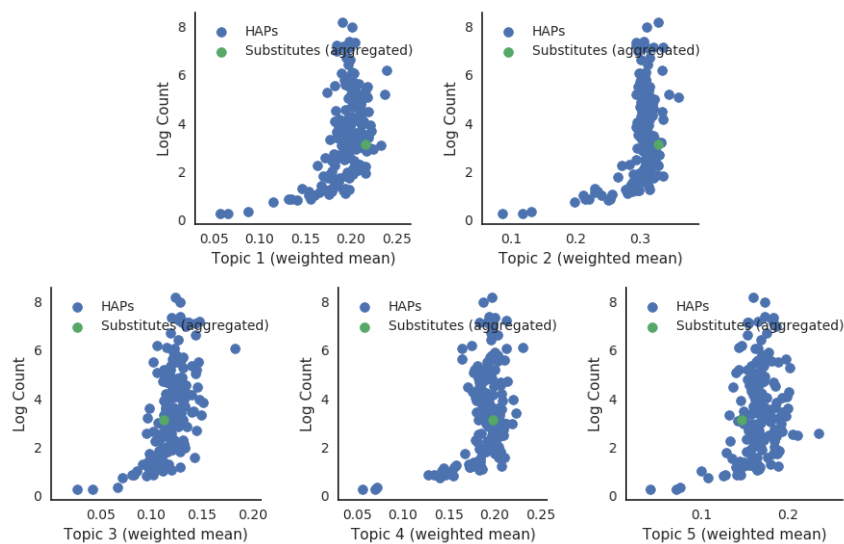 8
6
4
2
0
Log Count
HAPs
Substitutes (aggregated)
0.05 0.10 0.15 0.20 0.25
Topic 1 (weighted mean)
8
6
4
2
0
Log Count
HAPs
Substitutes (aggregated)
0.1 0.2 0.3
Topic 2 (weighted mean)
8
6
4
2
0
Log Count
HAPs
Substitutes (aggregated)
0.05 0.10 0.15 0.20
Topic 3 (weighted mean)
8
6
4
2
0
Log Count
HAPs
Substitutes (aggregated)
0.05 0.10 0.15 0.20 0.25
Topic 4 (weighted mean)
8
6
4
2
0
Log Count
HAPs
Substitutes (aggregated)
0.1 0.2
Topic 5 (weighted mean)